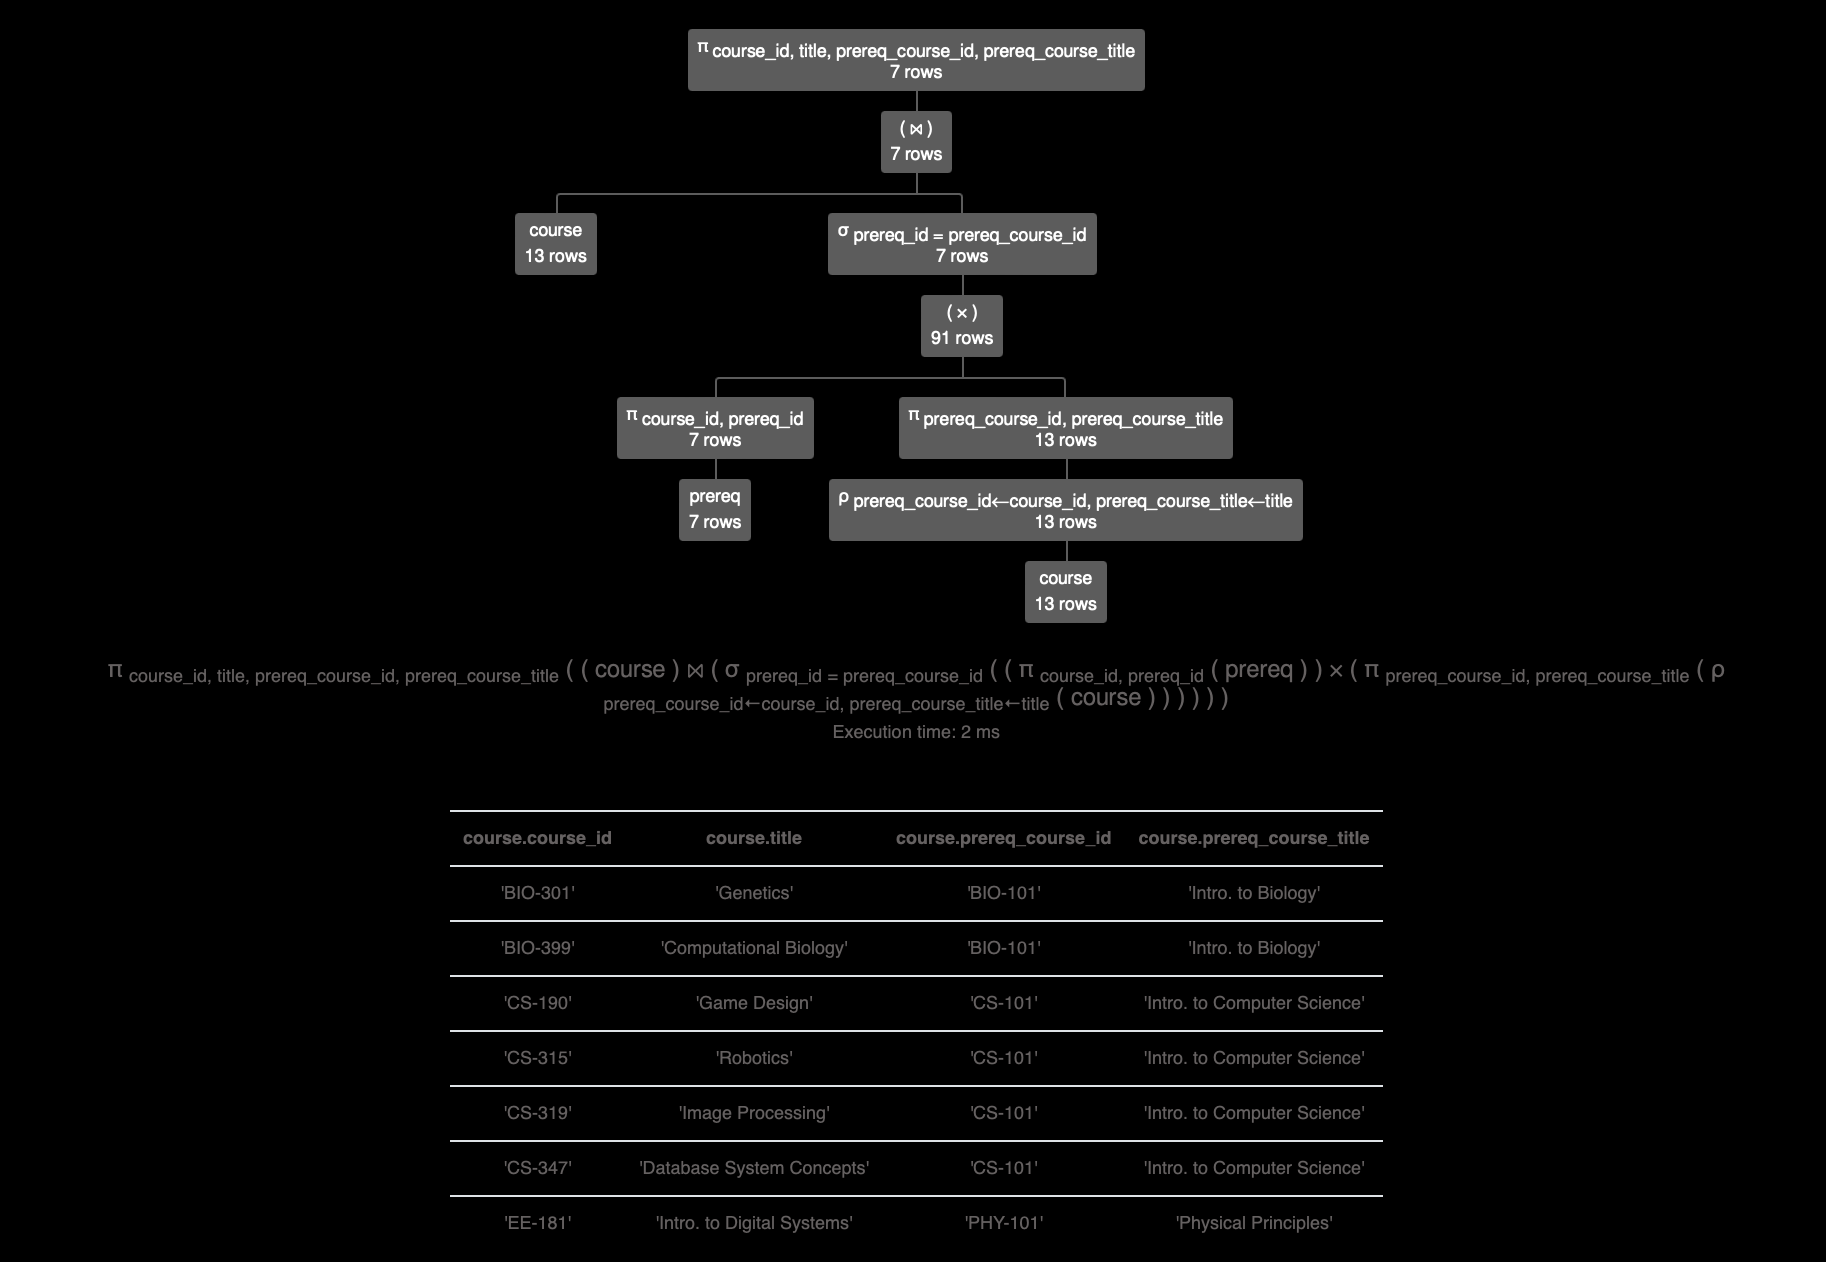 π course_id, title, prereq_course_id, prereq_course_title
7 rows
( ⋈ )
7 rows
course
13 rows
σ prereq_id = prereq_course_id
7 rows
( × )
91 rows
π course_id, prereq_id
7 rows
π prereq_course_id, prereq_course_title
13 rows
prereq
7 rows
ρ prereq_course_id←course_id, prereq_course_title←title
13 rows
course
13 rows
π course_id, title, prereq_course_id, prereq_course_title ( ( course ) ⋈ ( σ prereq_id = prereq_course_id ( ( π course_id, prereq_id ( prereq ) ) × ( π prereq_course_id, prereq_course_title ( ρ
prereq_course_id←course_id, prereq_course_title←title ( course ) ) ) ) ) )
Execution time: 2 ms
course.course_id course.title course.prereq_course_id course.prereq_course_title
'BIO-301' 'Genetics' 'BIO-101' 'Intro. to Biology'
'BIO-399' 'Computational Biology' 'BIO-101' 'Intro. to Biology'
'CS-190' 'Game Design' 'CS-101' 'Intro. to Computer Science'
'CS-315' 'Robotics' 'CS-101' 'Intro. to Computer Science'
'CS-319' 'Image Processing' 'CS-101' 'Intro. to Computer Science'
'CS-347' 'Database System Concepts' 'CS-101' 'Intro. to Computer Science'
'EE-181' 'Intro. to Digital Systems' 'PHY-101' 'Physical Principles'